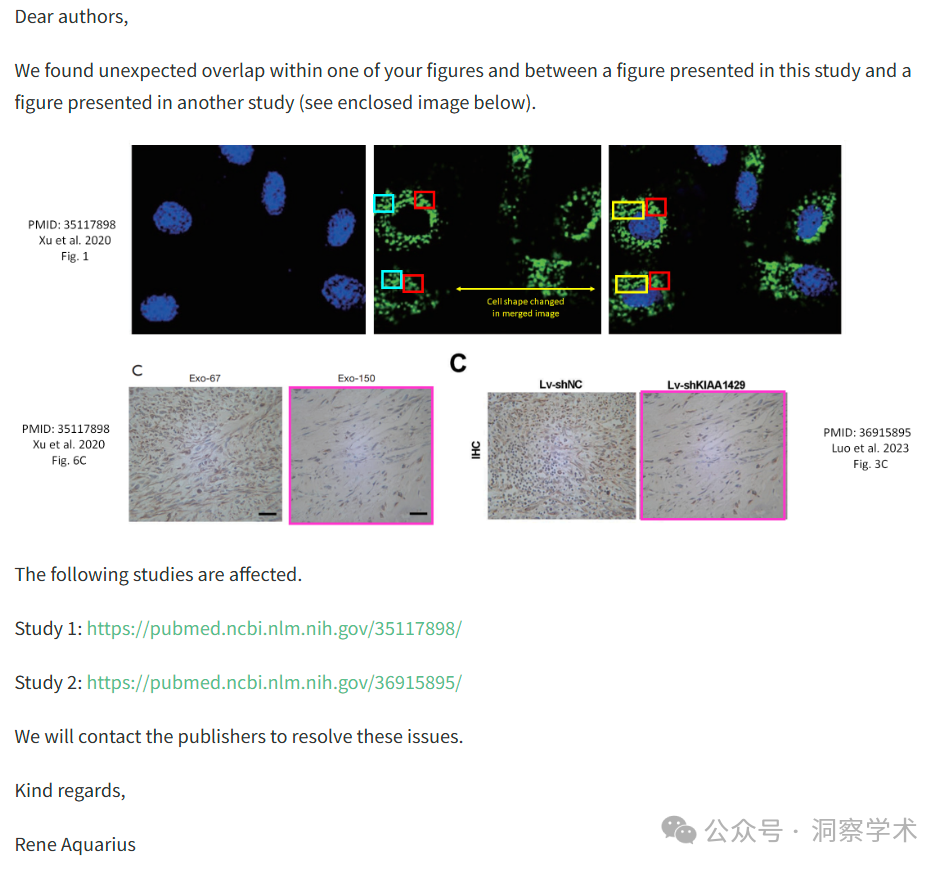 Dear authors,
We found unexpected overlap within one of your figures and between a figure presented in this study and a
figure presented in another study (see enclosed image below).
PMID: 35117898
Xu et al. 2020
Fig. 1
Cell shape changed
in merged image
C
Exo-67
Exo-150
C
Lv-shNC
Lv-shKIAA1429
PMID: 35117898
Xu et al. 2020
Fig. 6C
IHC
PMID: 36915895
Luo et al. 2023
Fig. 3C
The following studies are affected.
Study 1: https://pubmed.ncbi.nlm.nih.gov/35117898/
Study 2: https://pubmed.ncbi.nlm.nih.gov/36915895/
We will contact the publishers to resolve these issues.
Kind regards,
Rene Aquarius
公众号 · 洞察学术